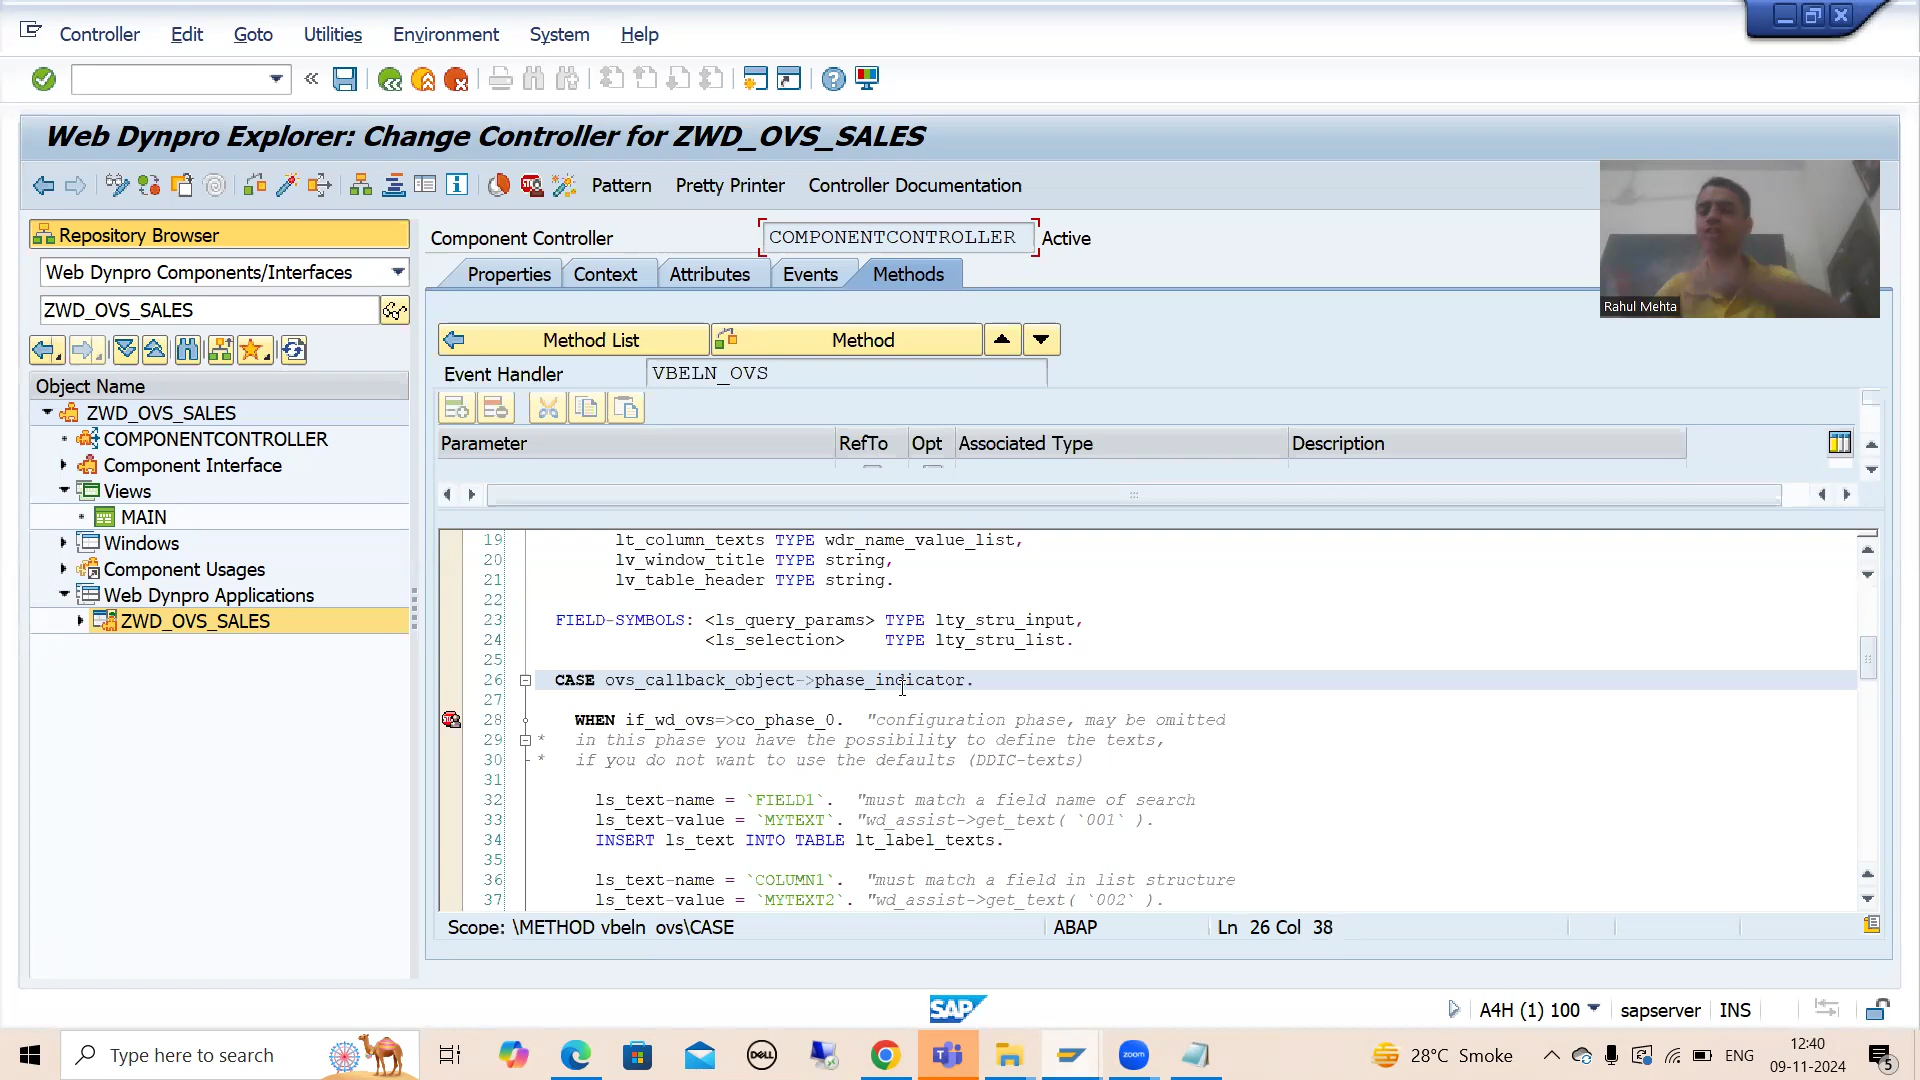 Controller Edit Goto Utilities Environment System Help
Web Dynpro Explorer: Change Controller for ZWD_OVS_SALES
Pattern Pretty Printer Controller Documentation
Repository Browser
Web Dynpro Components/Interfaces
ZWD_OVS_SALES
Object Name
ZWD_OVS_SALES
COMPONENTCONTROLLER
Component Interface
Views
MAIN
Windows
Component Usages
Web Dynpro Applications
ZWD_OVS_SALES
Component Controller COMPONENTCONTROLLER Active
Properties Context Attributes Events Methods
Method List Method
Event Handler VBELN_OVS
Parameter RefTo Opt Associated Type Description
19 lt_column_texts TYPE wdr_name_value_list,
20 lv_window_title TYPE string,
21 lv_table_header TYPE string.
22
23 FIELD-SYMBOLS: <ls_query_params> TYPE lty_stru_input,
24 <ls_selection> TYPE lty_stru_list.
25
26 CASE ovs_callback_object->phase_indicator.
27
28 WHEN if_wd_ovs=>co_phase_0. "configuration phase, may be omitted
29 * in this phase you have the possibility to define the texts,
30 * if you do not want to use the defaults (DDIC-texts)
31
32 ls_text-name = `FIELD1`. "must match a field name of search
33 ls_text-value = `MYTEXT`. "wd_assist->get_text( `001` ).
34 INSERT ls_text INTO TABLE lt_label_texts.
35
36 ls_text-name = `COLUMN1`. "must match a field in list structure
37 ls_text-value = `MYTEXT2`. "wd_assist->get_text( `002` ).
Scope: \METHOD vbeln_ovs\CASE ABAP Ln 26 Col 38
Rahul Mehta
SAP
A4H (1) 100 sapserver INS
Type here to search
DELL
zoom
28°C Smoke
ENG
12:40
09-11-2024
5